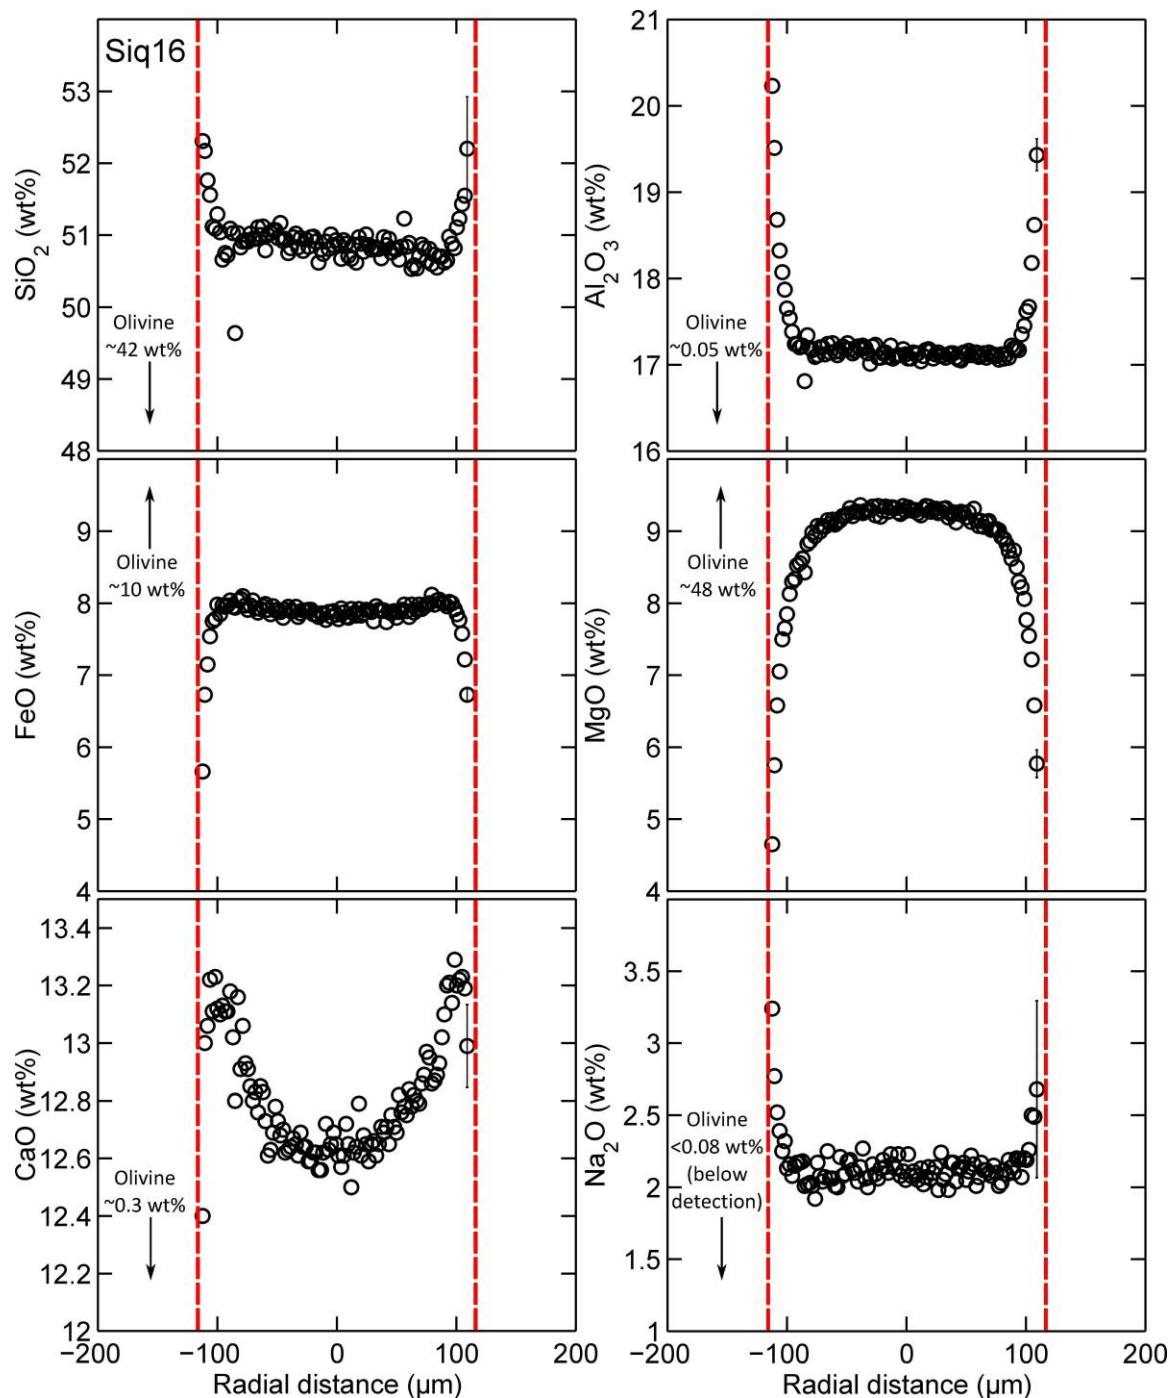 Siq16
SiO2 (wt%)
53
52
51
50
49
48
Olivine
~42 wt%
Al2O3 (wt%)
21
20
19
18
17
16
Olivine
~0.05 wt%
FeO (wt%)
9
8
7
6
5
4
Olivine
~10 wt%
MgO (wt%)
9
8
7
6
5
4
Olivine
~48 wt%
CaO (wt%)
13.4
13.2
13
12.8
12.6
12.4
12.2
12
Olivine
~0.3 wt%
−200 −100 0 100 200
Radial distance (µm)
Na2O (wt%)
3.5
3
2.5
2
1.5
1
Olivine
<0.08 wt%
(below
detection)
−200 −100 0 100 200
Radial distance (µm)